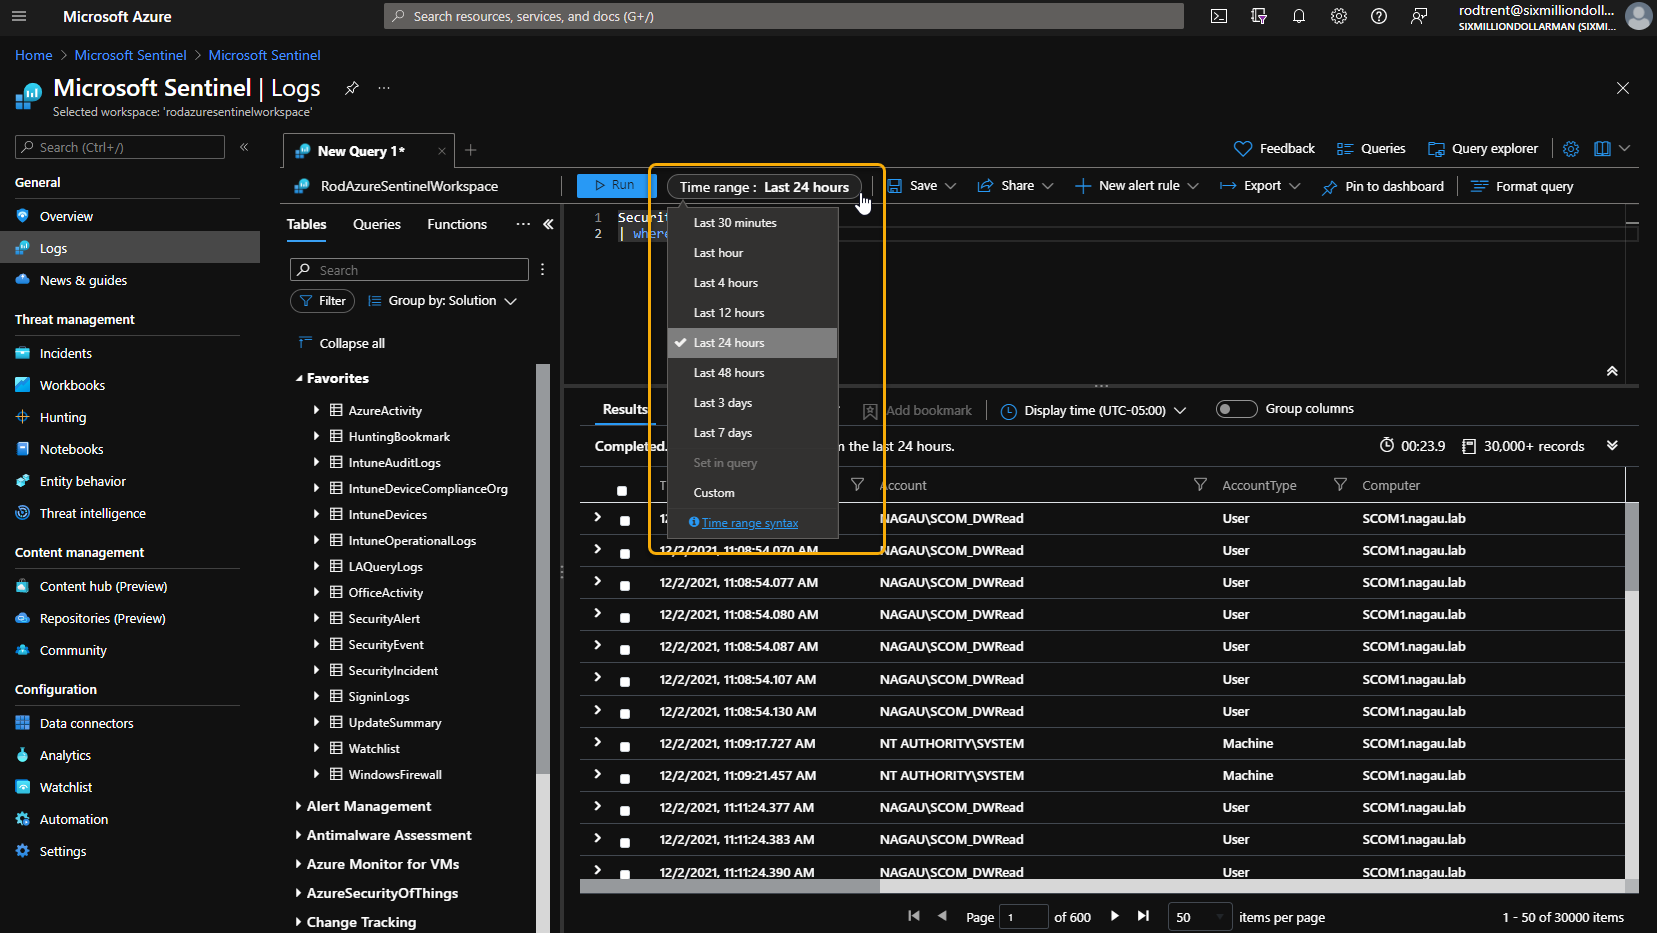 Microsoft Azure
Search resources, services, and docs (G+/)
rodtrent@sixmilliondoll...
SIXMILLIONDOLLARMAN (SIXMI...
Home > Microsoft Sentinel > Microsoft Sentinel
Microsoft Sentinel | Logs
Selected workspace: 'rodazuresentinelworkspace'
Search (Ctrl+/)
General
Overview
Logs
News & guides
Threat management
Incidents
Workbooks
Hunting
Notebooks
Entity behavior
Threat intelligence
Content management
Content hub (Preview)
Repositories (Preview)
Community
Configuration
Data connectors
Analytics
Watchlist
Automation
Settings
New Query 1*
Feedback
Queries
Query explorer
RodAzureSentinelWorkspace
Run
Time range : Last 24 hours
Save
Share
New alert rule
Export
Pin to dashboard
Format query
Tables
Queries
Functions
Search
Filter
Group by: Solution
Collapse all
Favorites
AzureActivity
HuntingBookmark
IntuneAuditLogs
IntuneDeviceComplianceOrg
IntuneDevices
IntuneOperationalLogs
LAQueryLogs
OfficeActivity
SecurityAlert
SecurityEvent
SecurityIncident
SigninLogs
UpdateSummary
Watchlist
WindowsFirewall
Alert Management
Antimalware Assessment
Azure Monitor for VMs
AzureSecurityOfThings
Change Tracking
1 Securit
2 | where
Last 30 minutes
Last hour
Last 4 hours
Last 12 hours
Last 24 hours
Last 48 hours
Last 3 days
Last 7 days
Set in query
Custom
Time range syntax
Results
Add bookmark
Display time (UTC-05:00)
Group columns
Completed.
m the last 24 hours.
00:23.9
30,000+ records
T Account AccountType Computer
12 NAGAU\SCOM_DWRead User SCOM1.nagau.lab
12/2/2021, 11:08:54.070 AM NAGAU\SCOM_DWRead User SCOM1.nagau.lab
12/2/2021, 11:08:54.077 AM NAGAU\SCOM_DWRead User SCOM1.nagau.lab
12/2/2021, 11:08:54.080 AM NAGAU\SCOM_DWRead User SCOM1.nagau.lab
12/2/2021, 11:08:54.087 AM NAGAU\SCOM_DWRead User SCOM1.nagau.lab
12/2/2021, 11:08:54.107 AM NAGAU\SCOM_DWRead User SCOM1.nagau.lab
12/2/2021, 11:08:54.130 AM NAGAU\SCOM_DWRead User SCOM1.nagau.lab
12/2/2021, 11:09:17.727 AM NT AUTHORITY\SYSTEM Machine SCOM1.nagau.lab
12/2/2021, 11:09:21.457 AM NT AUTHORITY\SYSTEM Machine SCOM1.nagau.lab
12/2/2021, 11:11:24.377 AM NAGAU\SCOM_DWRead User SCOM1.nagau.lab
12/2/2021, 11:11:24.383 AM NAGAU\SCOM_DWRead User SCOM1.nagau.lab
12/2/2021, 11:11:24.390 AM NAGAU\SCOM_DWRead User SCOM1.nagau.lab
Page 1 of 600
50 items per page
1 - 50 of 30000 items